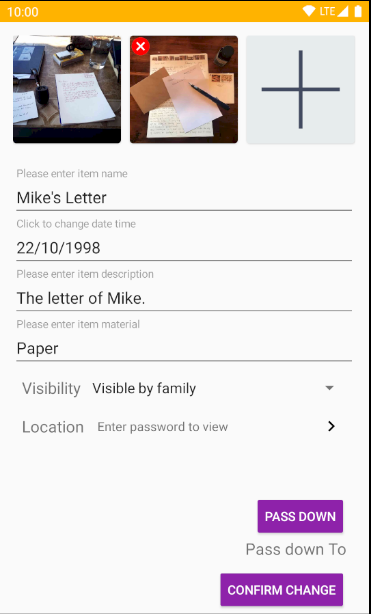 10:00 LTE
Please enter item name
Mike's Letter
Click to change date time
22/10/1998
Please enter item description
The letter of Mike.
Please enter item material
Paper
Visibility Visible by family
Location Enter password to view
PASS DOWN
Pass down To
CONFIRM CHANGE